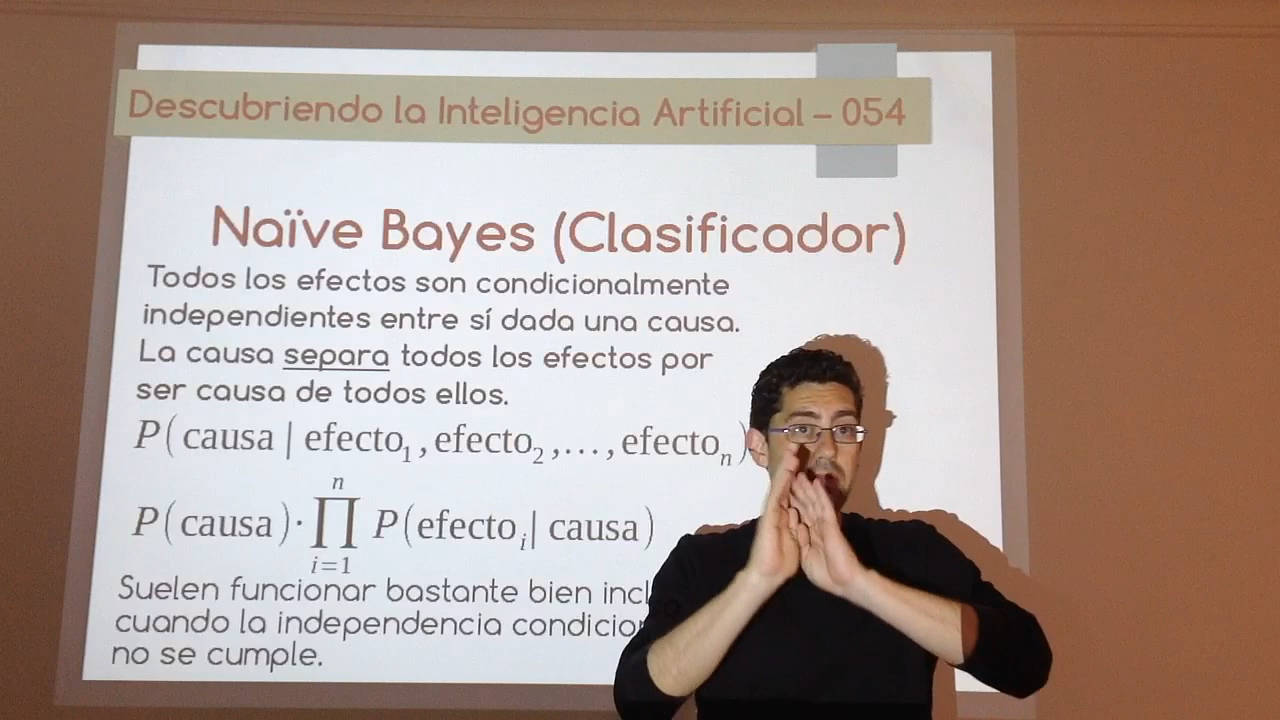 Descubriendo la Inteligencia Artificial – 054
Naïve Bayes (Clasificador)
Todos los efectos son condicionalmente
independientes entre sí dada una causa.
La causa separa todos los efectos por
ser causa de todos ellos.
P(causa | efecto₁, efecto₂, ..., efectoₙ)
n
P(causa)·∏ P(efectoᵢ | causa)
i=1
Suelen funcionar bastante bien
cuando la independencia
no se cumple.